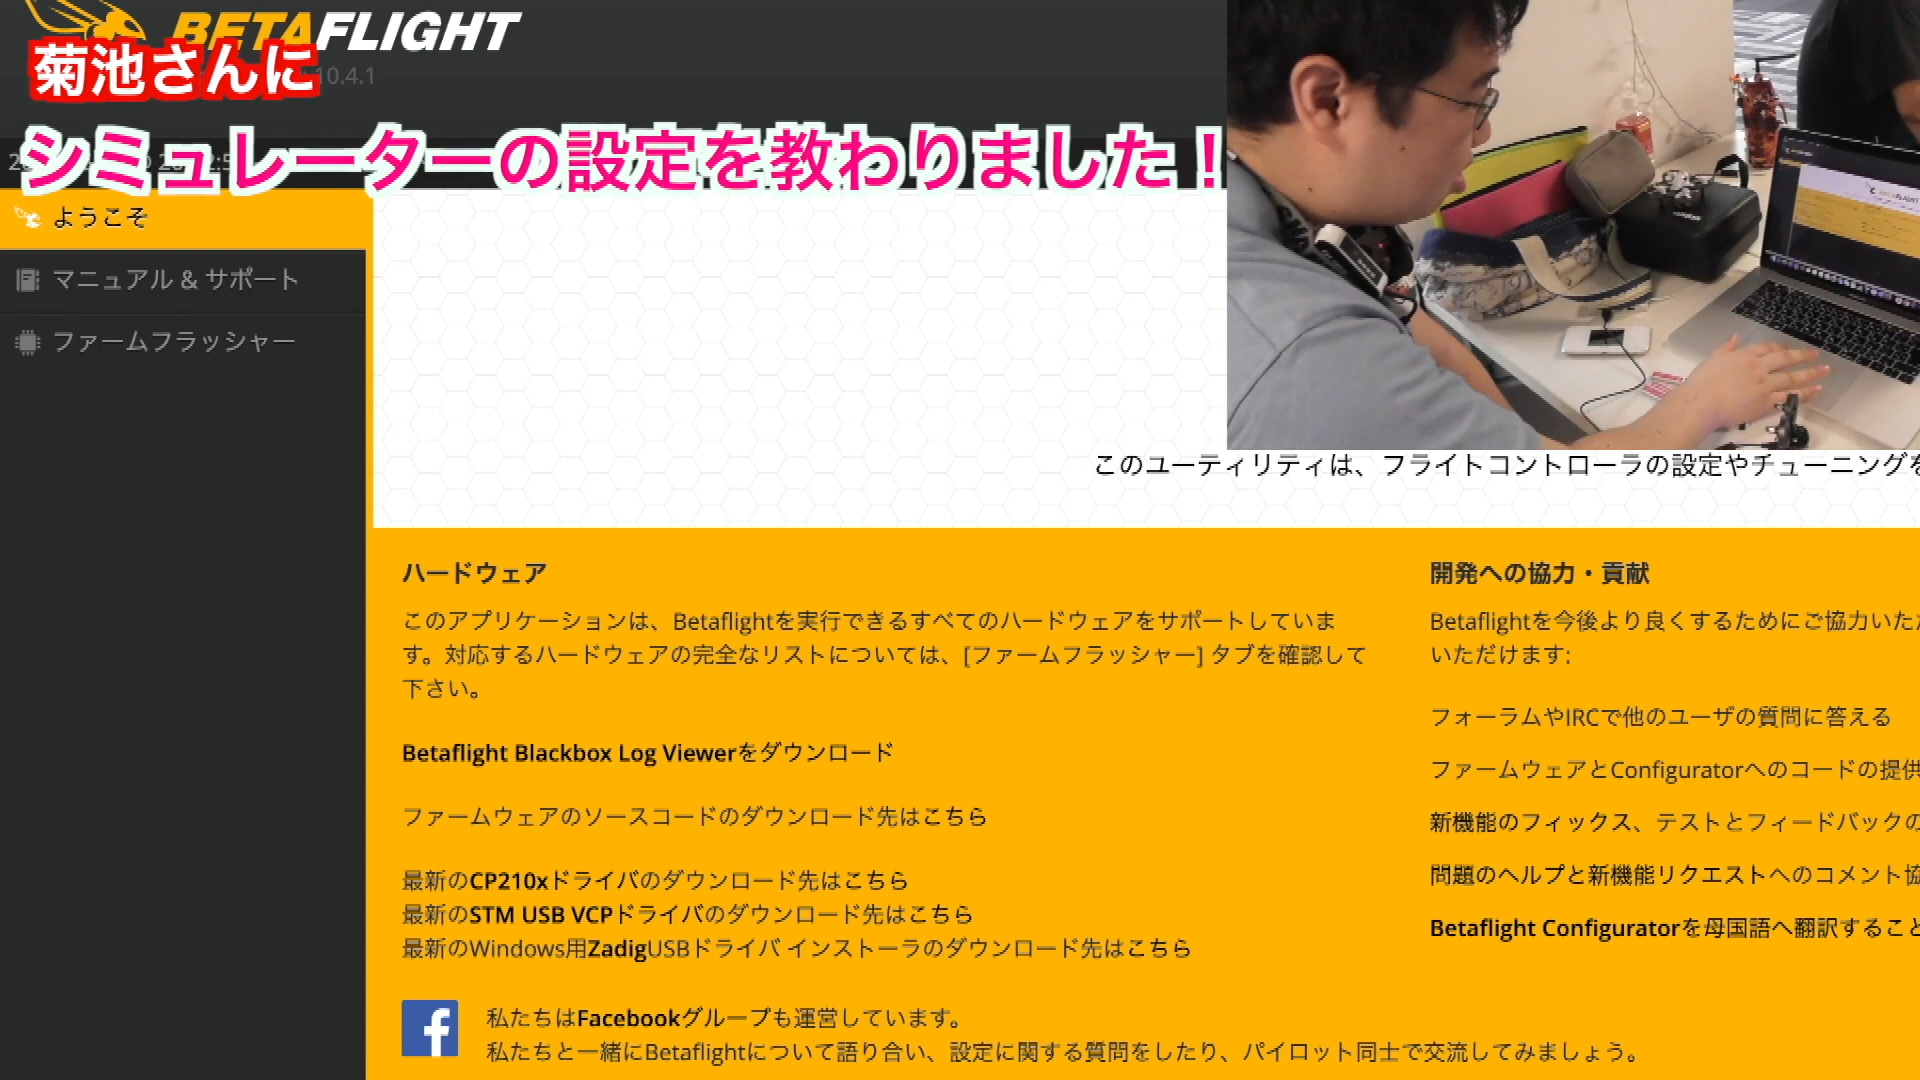 BETAFLIGHT
10.4.1
菊池さんに
シミュレーターの設定を教わりました！
ようこそ
マニュアル & サポート
ファームフラッシャー
このユーティリティは、フライトコントローラの設定やチューニングを
ハードウェア
このアプリケーションは、Betaflightを実行できるすべてのハードウェアをサポートしていま
す。対応するハードウェアの完全なリストについては、[ファームフラッシャー] タブを確認して
下さい。
Betaflight Blackbox Log Viewerをダウンロード
ファームウェアのソースコードのダウンロード先はこちら
最新のCP210xドライバのダウンロード先はこちら
最新のSTM USB VCPドライバのダウンロード先はこちら
最新のWindows用ZadigUSBドライバ インストーラのダウンロード先はこちら
私たちはFacebookグループも運営しています。
私たちと一緒にBetaflightについて語り合い、設定に関する質問をしたり、パイロット同士で交流してみましょう。
開発への協力・貢献
Betaflightを今後より良くするためにご協力いた
いただけます:
フォーラムやIRCで他のユーザの質問に答える
ファームウェアとConfiguratorへのコードの提供
新機能のフィックス、テストとフィードバックの
問題のヘルプと新機能リクエストへのコメント協
Betaflight Configuratorを母国語へ翻訳すること